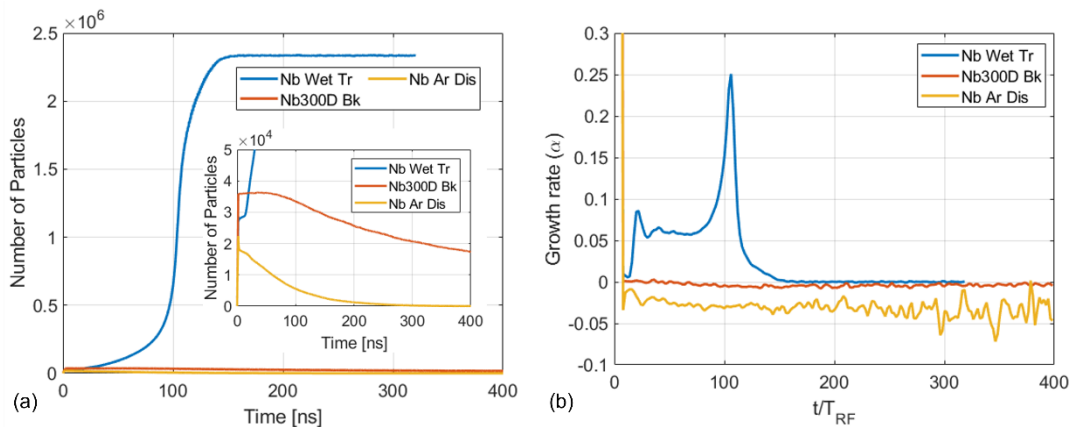 ×10^6
2.5
2
1.5
1
0.5
0
Number of Particles
0 100 200 300 400
Time [ns]
Nb Wet Tr Nb Ar Dis
Nb300D Bk
×10^4
5
4
3
2
1
0
Number of Particles
0 100 200 300 400
Time [ns]
Nb Wet Tr
Nb300D Bk
Nb Ar Dis
(a)
0.25
0.20
0.15
0.10
0.05
0
-0.05
-0.1
Growth rate (α)
0 100 200 300 400
t/T_RF
Nb Wet Tr
Nb300D Bk
Nb Ar Dis
(b)